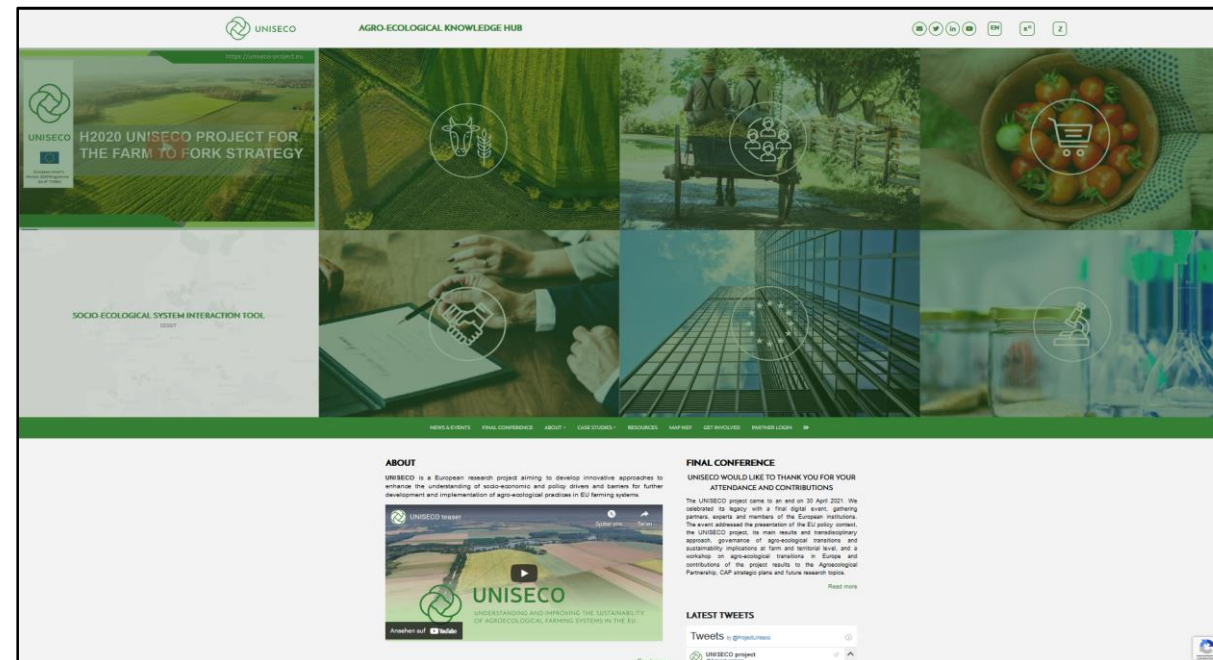 UNISECO
AGRO-ECOLOGICAL KNOWLEDGE HUB
in
EN
Z
https://uniseco-project.eu
UNISECO
H2020 UNISECO PROJECT FOR
THE FARM TO FORK STRATEGY
SOCIO-ECOLOGICAL SYSTEM INTERACTION TOOL
NEWS & EVENTS FINAL CONFERENCE ABOUT CASE STUDIES RESOURCES MAP MEF GET INVOLVED PARTNER LOGIN
ABOUT
UNISECO is a European research project aiming to develop innovative approaches to
enhance the understanding of socio-economic and policy drivers and barriers for further
development and implementation of agro-ecological practices in EU farming systems.
UNISECO teaser
UNISECO
UNDERSTANDING AND IMPROVING THE SUSTAINABILITY
OF AGROECOLOGICAL FARMING SYSTEMS IN THE EU
Ansehen auf YouTube
FINAL CONFERENCE
UNISECO WOULD LIKE TO THANK YOU FOR YOUR
ATTENDANCE AND CONTRIBUTIONS
The UNISECO project came to an end on 30 April 2021. We
celebrated its legacy with a final digital event, gathering
partners, experts and members of the European institutions.
The event addressed the presentation of the EU policy context,
the UNISECO project, its main results and transdisciplinary
approach, governance of agro-ecological transitions and
sustainability implications at farm and territorial level, and a
workshop on agro-ecological transitions in Europe and
contributions of the project results to the Agroecological
Partnership, CAP strategic plans and future research topics.
Read more
LATEST TWEETS
Tweets by @ProjectUniseco
UNISECO project